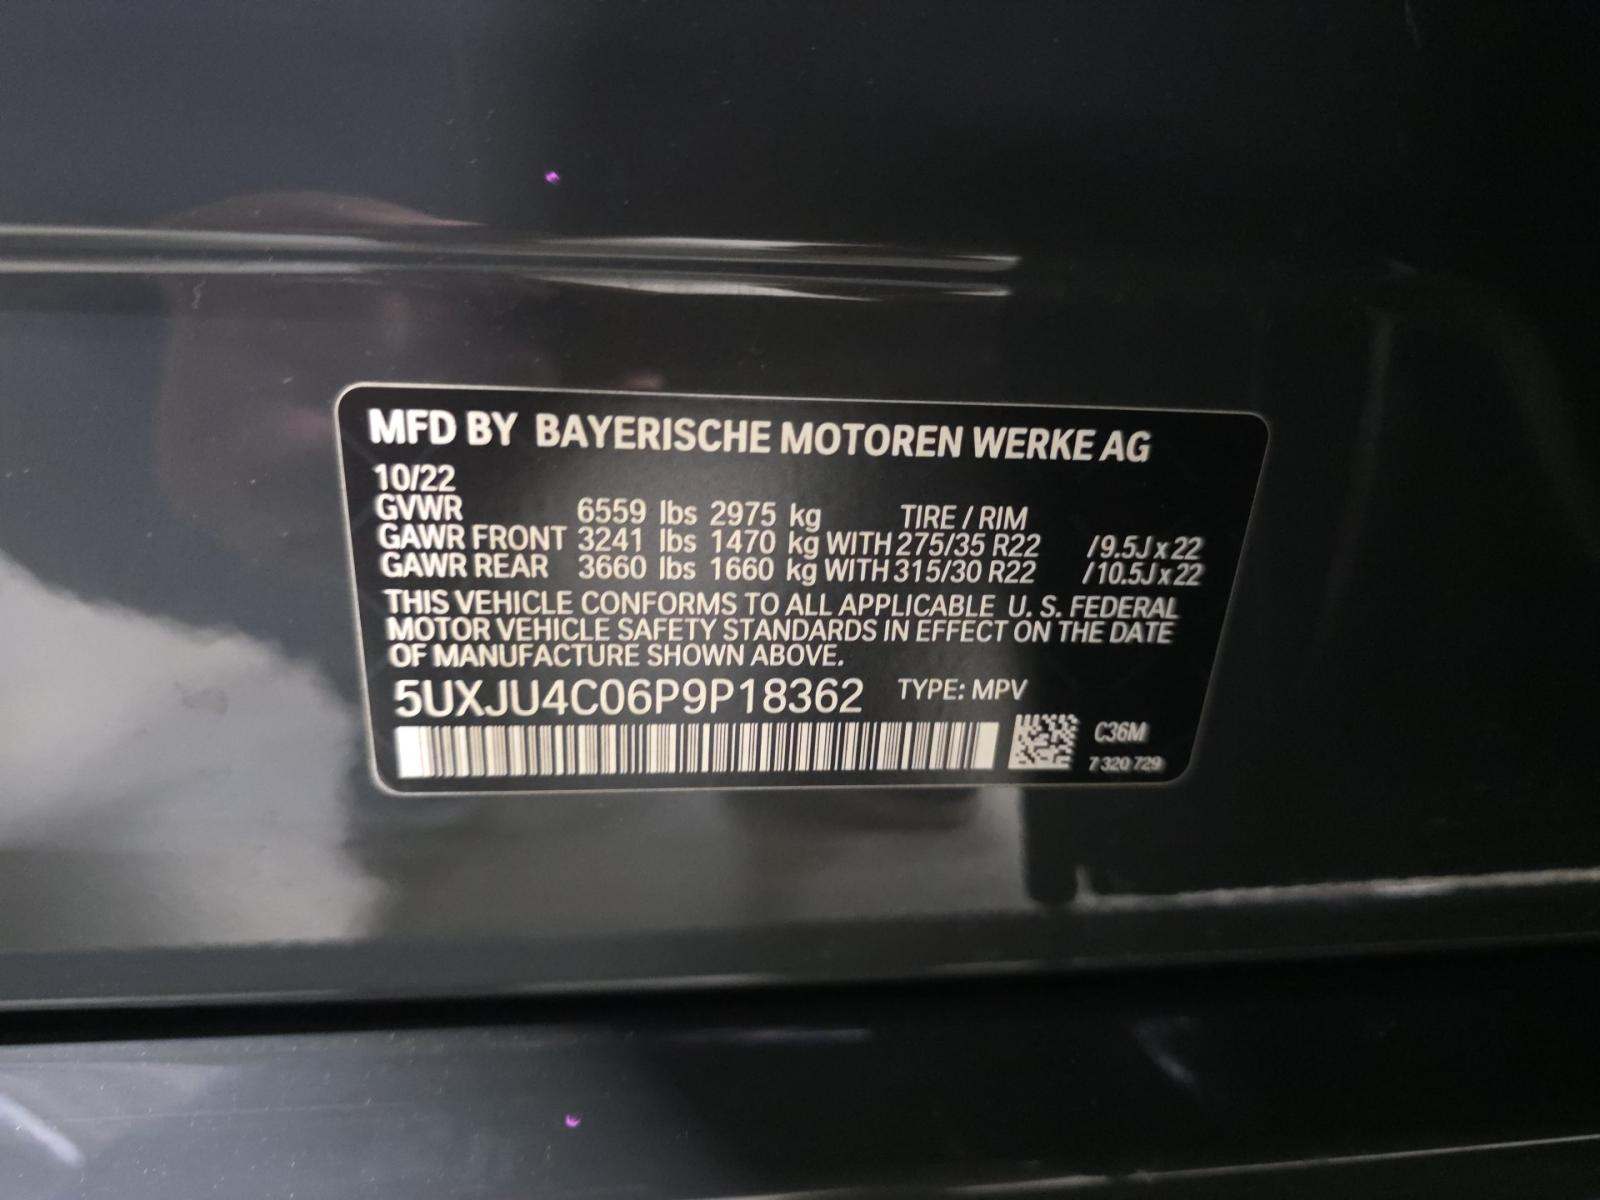 MFD BY BAYERISCHE MOTOREN WERKE AG
10/22
GVWR 6559 lbs 2975 kg TIRE / RIM
GAWR FRONT 3241 lbs 1470 kg WITH 275/35 R22 /9.5J x 22
GAWR REAR 3660 lbs 1660 kg WITH 315/30 R22 /10.5J x 22
THIS VEHICLE CONFORMS TO ALL APPLICABLE U. S. FEDERAL
MOTOR VEHICLE SAFETY STANDARDS IN EFFECT ON THE DATE
OF MANUFACTURE SHOWN ABOVE.
5UXJU4C06P9P18362 TYPE: MPV
C36M
7 320 729